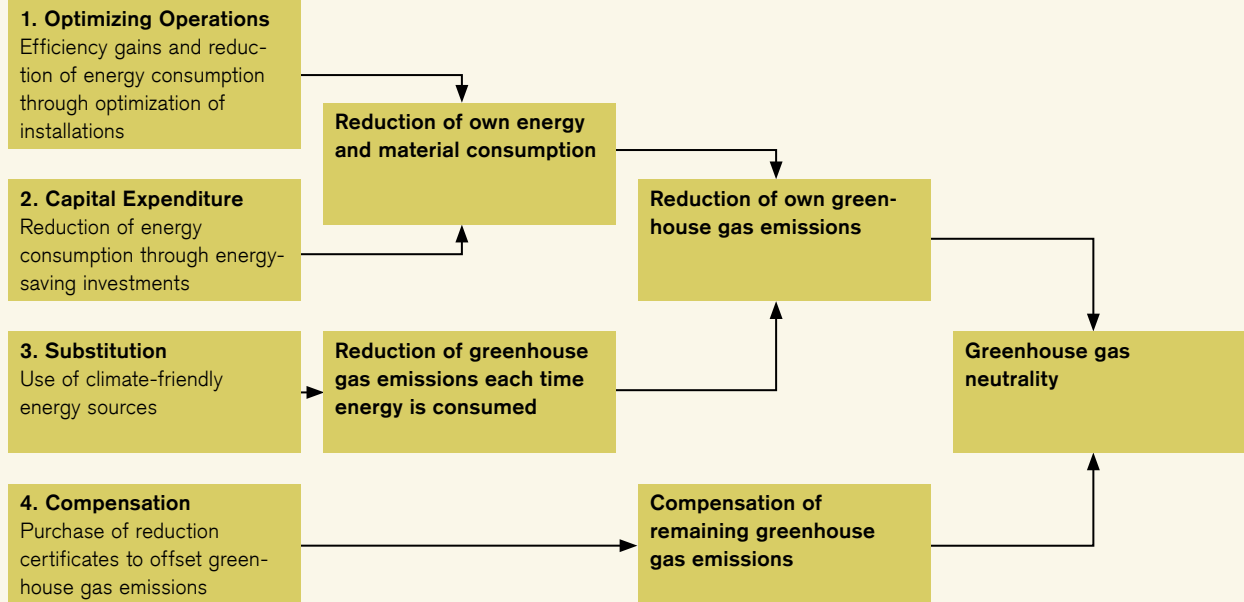 1. Optimizing Operations
Efficiency gains and reduc-
tion of energy consumption
through optimization of
installations
Reduction of own energy
and material consumption
2. Capital Expenditure
Reduction of energy
consumption through energy-
saving investments
Reduction of own green-
house gas emissions
3. Substitution
Use of climate-friendly
energy sources
Reduction of greenhouse
gas emissions each time
energy is consumed
Greenhouse gas
neutrality
4. Compensation
Purchase of reduction
certificates to offset green-
house gas emissions
Compensation of
remaining greenhouse
gas emissions